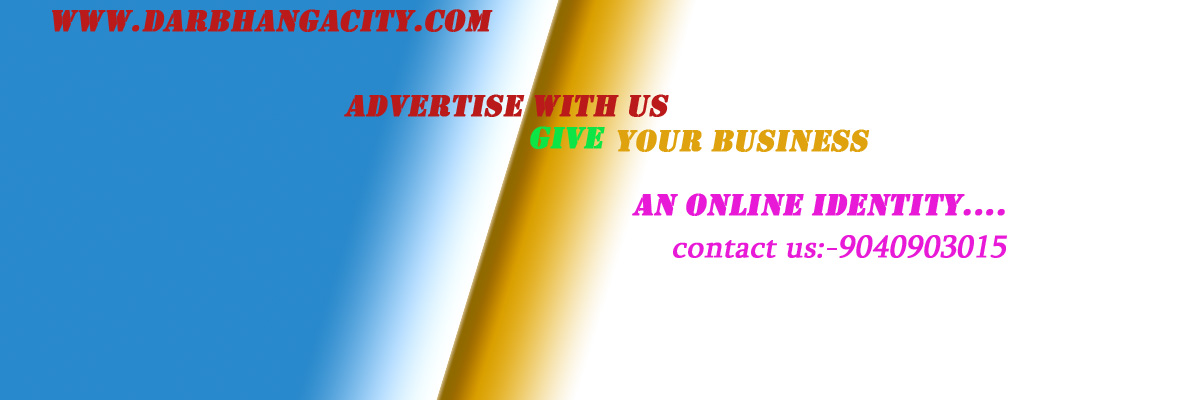 WWW.DARBHANGACITY.COM
ADVERTISE WITH US
GIVE YOUR BUSINESS
AN ONLINE IDENTITY....
contact us:-9040903015